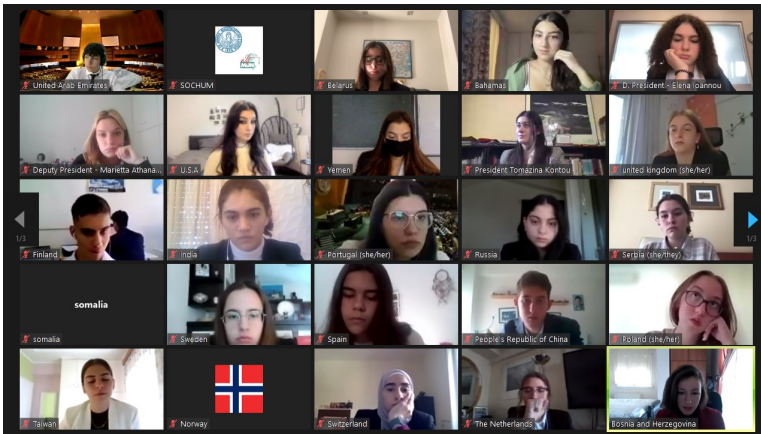 United Arab Emirates
SOCHUM
Belarus
Bahamas
D. President - Elena Ioannou
Deputy President - Marietta Athana...
U.S.A
Yemen
President Tomazina Kontou
united kingdom (she/her)
1/3
1/3
Finland
India
Portugal (she/her)
Russia
Serbia (she/they)
somalia
somalia
Sweden
Spain
People's Republic of China
Poland (she/her)
Taiwan
Norway
Switzerland
The Netherlands
Bosnia and Herzegovina